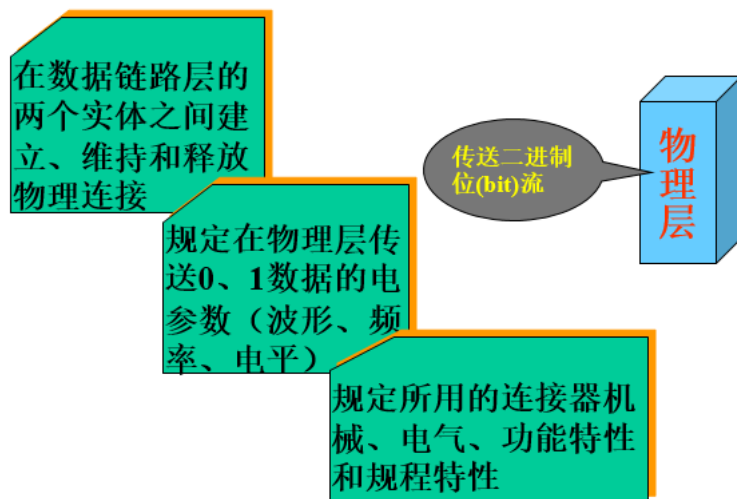 在数据链路层的
两个实体之间建
立、维持和释放
物理连接
规定在物理层传
送0、1数据的电
参数（波形、频
率、电平）
规定所用的连接器机
械、电气、功能特性
和规程特性
传送二进制
位(bit)流
物
理
层